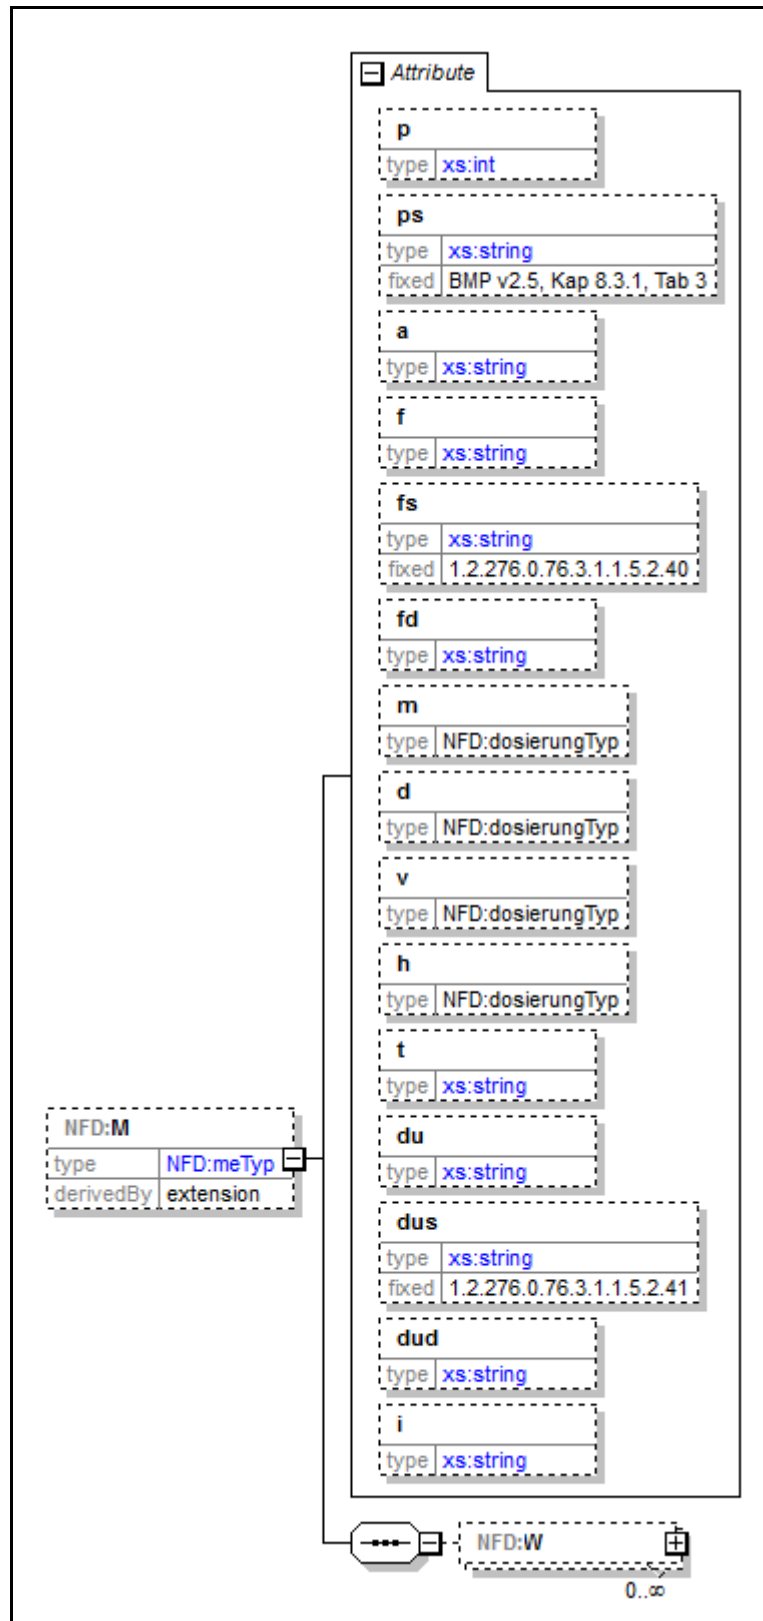 Attribute
p
type xs:int
ps
type xs:string
fixed BMP v2.5, Kap 8.3.1, Tab 3
a
type xs:string
f
type xs:string
fs
type xs:string
fixed 1.2.276.0.76.3.1.1.5.2.40
fd
type xs:string
m
type NFD:dosierungTyp
d
type NFD:dosierungTyp
v
type NFD:dosierungTyp
h
type NFD:dosierungTyp
t
type xs:string
du
type xs:string
dus
type xs:string
fixed 1.2.276.0.76.3.1.1.5.2.41
dud
type xs:string
i
type xs:string
NFD:M
type NFD:meTyp
derivedBy extension
NFD:W
0..∞